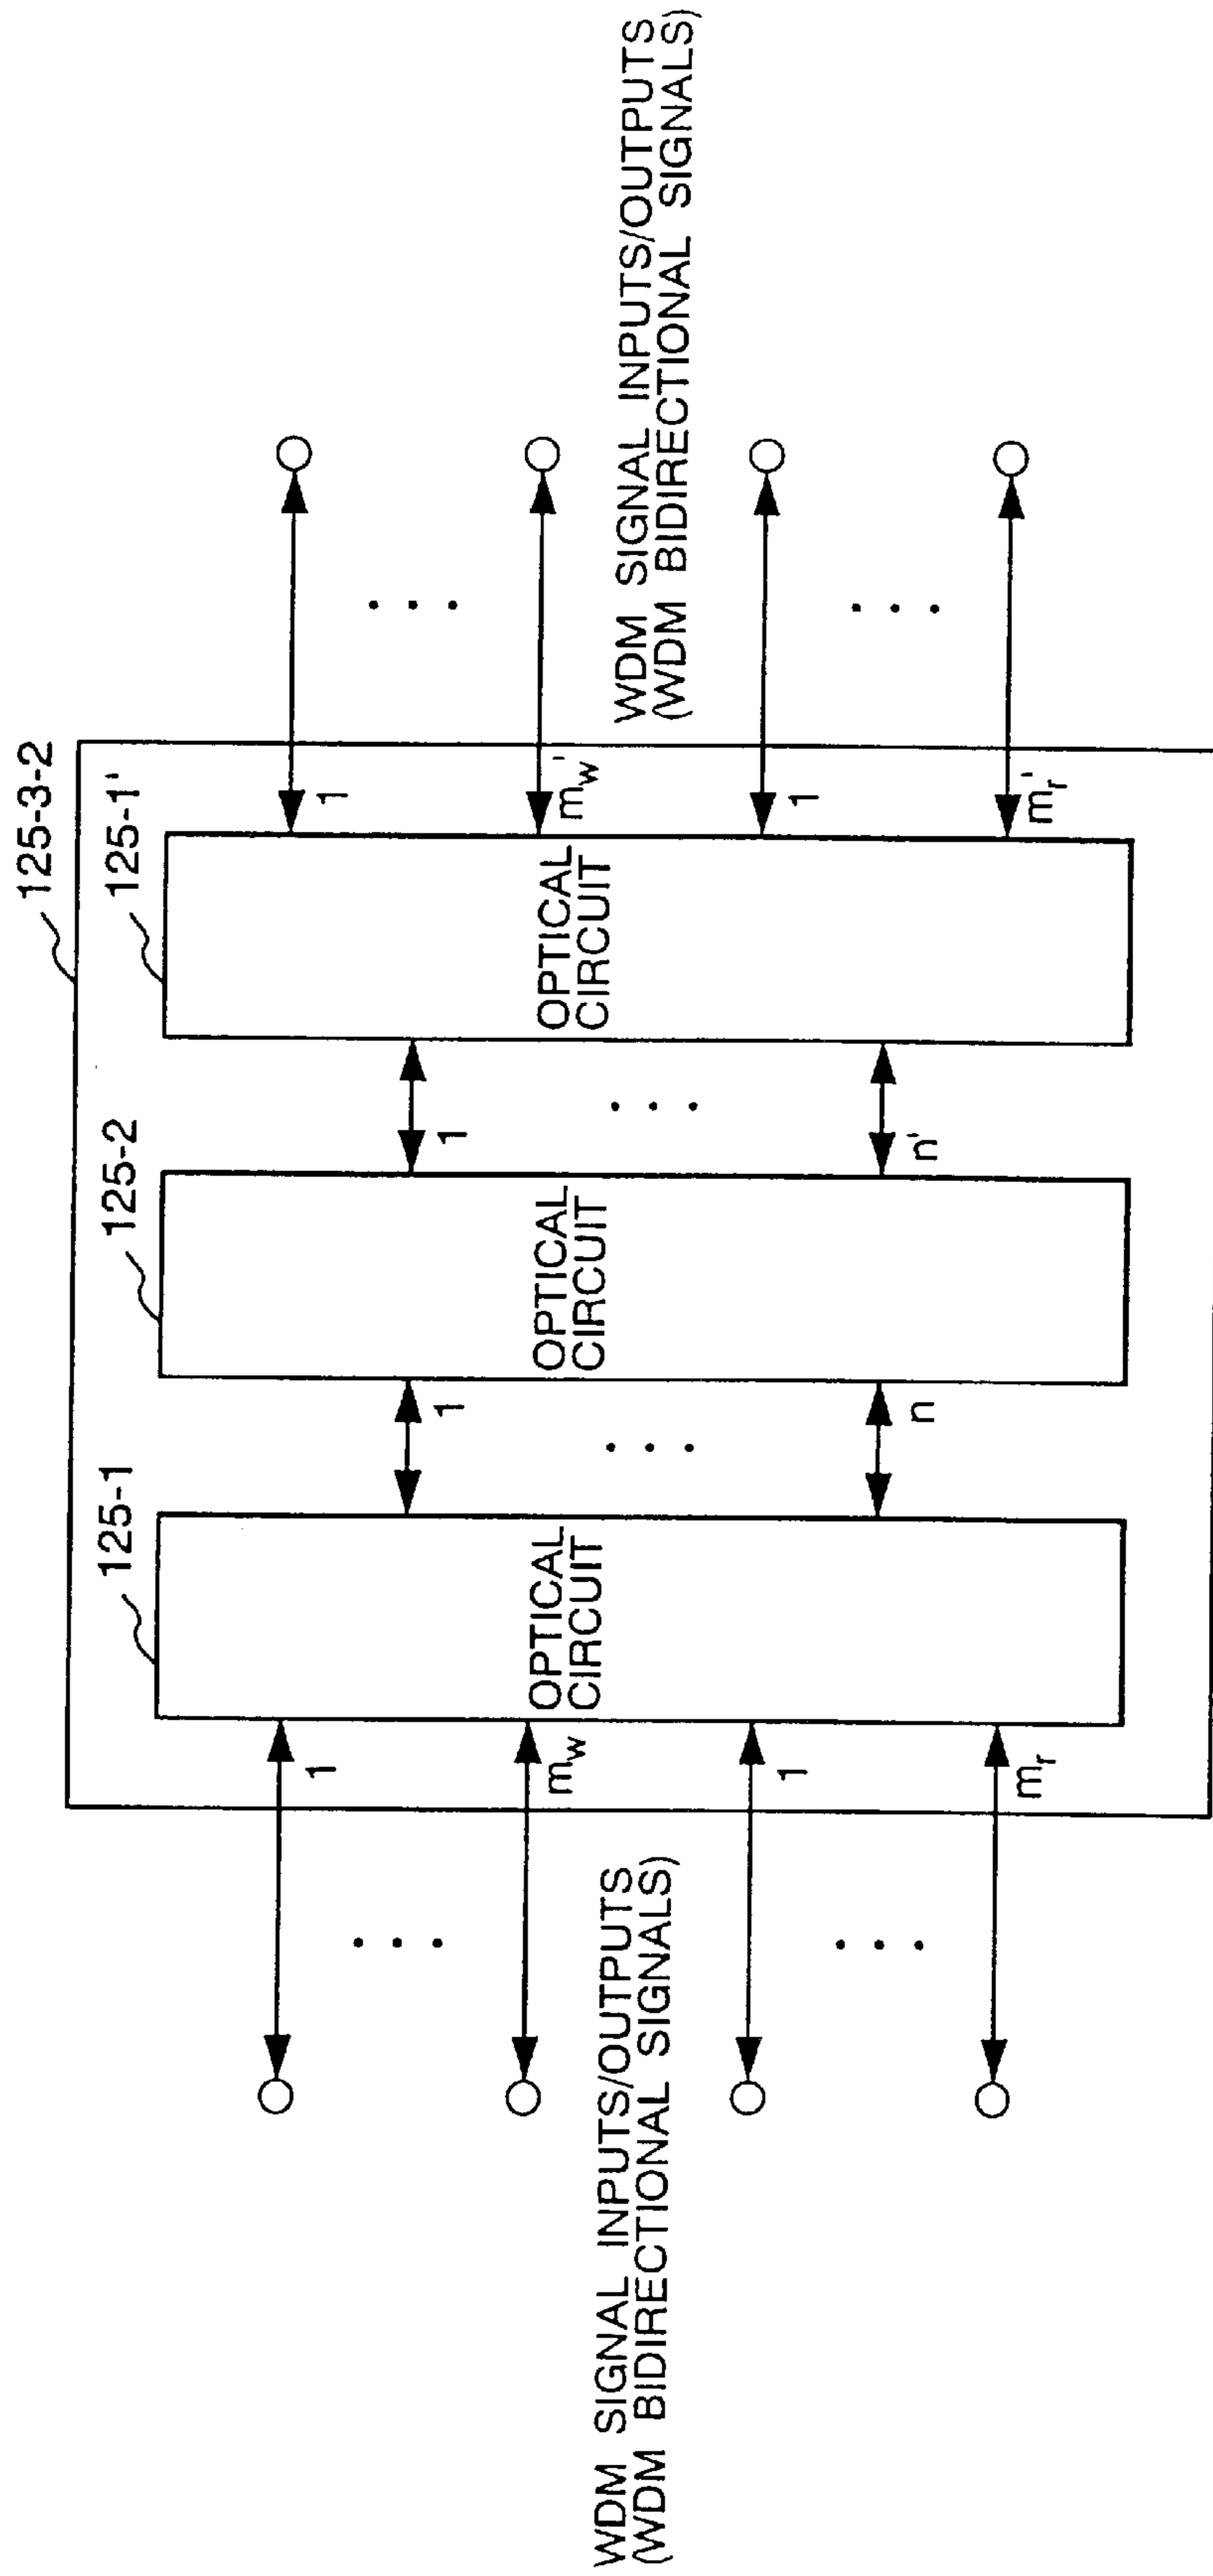 125-3-2
125-1
125-2
125-1'
WDM SIGNAL INPUTS/OUTPUTS
(WDM BIDIRECTIONAL SIGNALS)
1
m_w
1
m_r
OPTICAL
CIRCUIT
1
n
OPTICAL
CIRCUIT
1
n'
OPTICAL
CIRCUIT
1
m_w'
1
m_r'
WDM SIGNAL INPUTS/OUTPUTS
(WDM BIDIRECTIONAL SIGNALS)